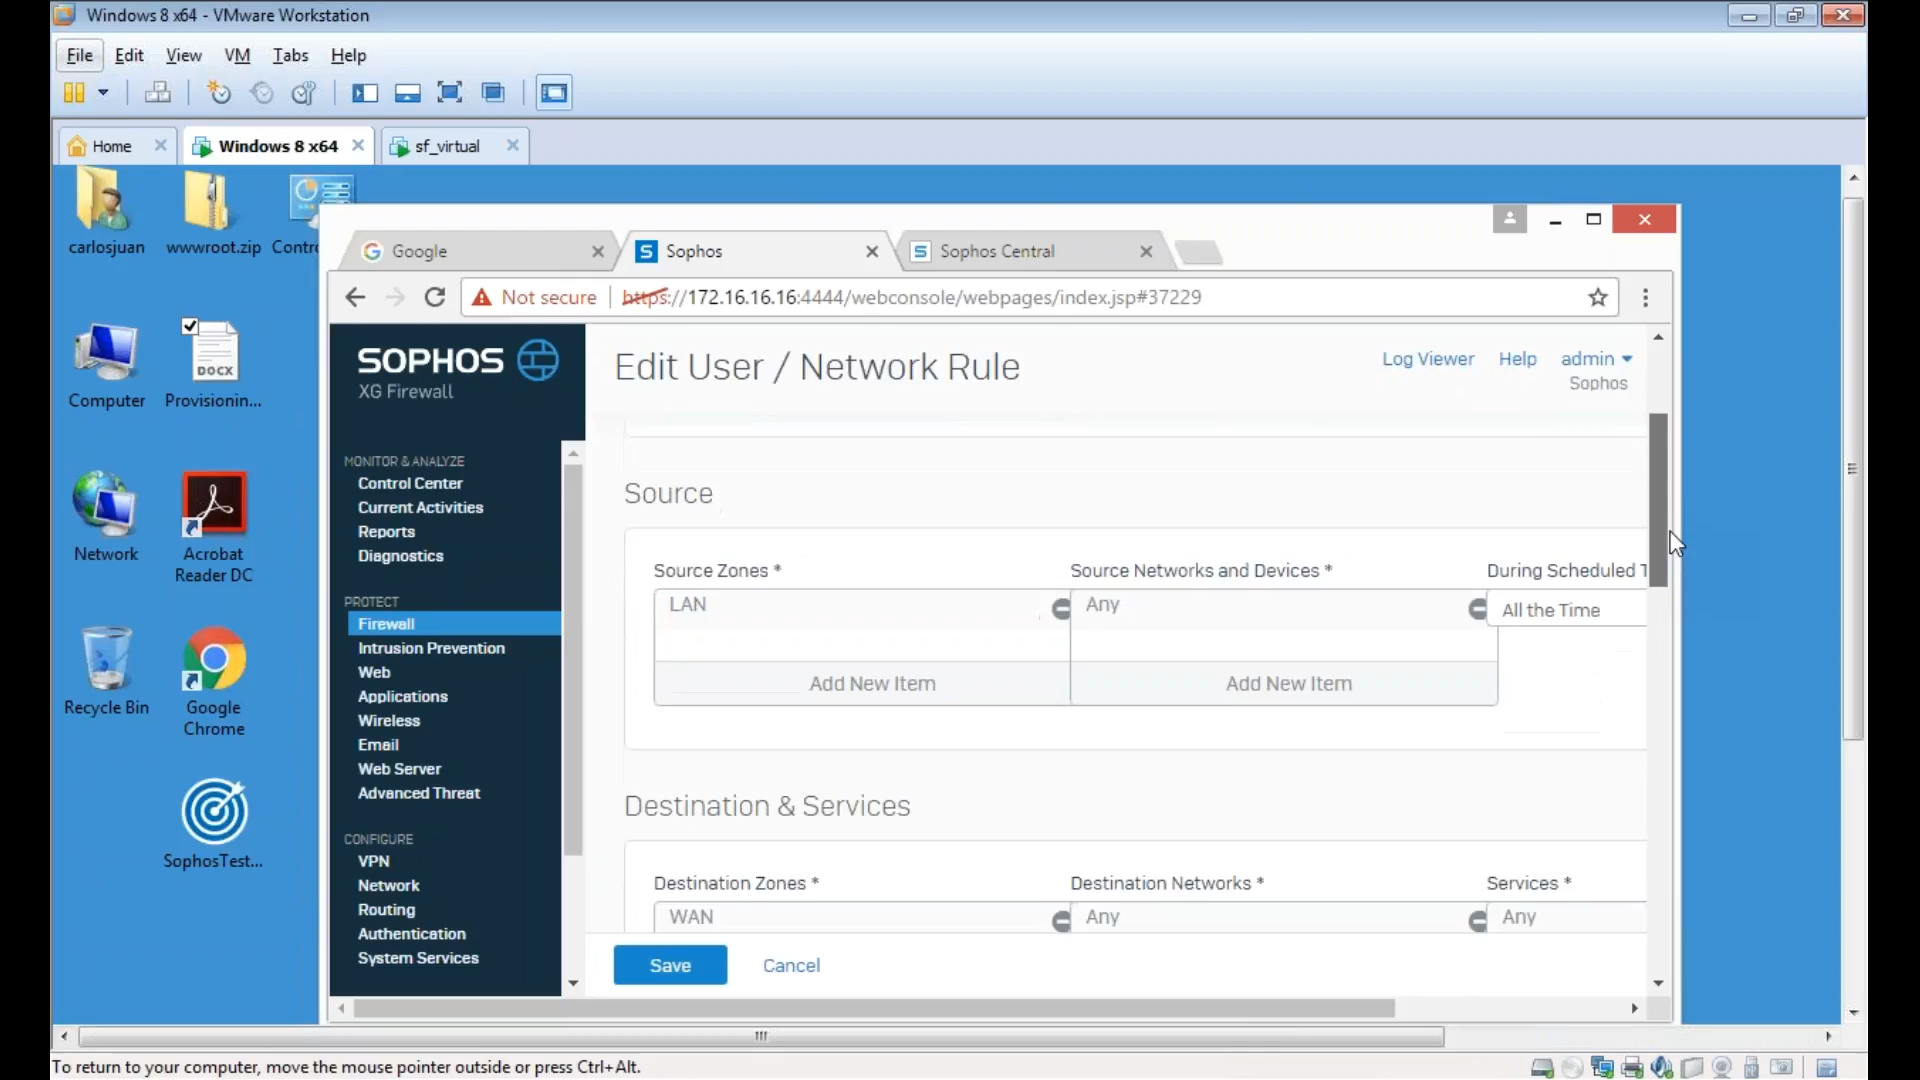 Windows 8 x64 - VMware Workstation
File Edit View VM Tabs Help
Home Windows 8 x64 sf_virtual
carlosjuan wwwroot.zip Contr
Computer Provisionin...
DOCX
Network Acrobat Reader DC
Recycle Bin Google Chrome
SophosTest...
Google Sophos Sophos Central
Not secure https://172.16.16.16:4444/webconsole/webpages/index.jsp#37229
SOPHOS
XG Firewall
MONITOR & ANALYZE
Control Center
Current Activities
Reports
Diagnostics
PROTECT
Firewall
Intrusion Prevention
Web
Applications
Wireless
Email
Web Server
Advanced Threat
CONFIGURE
VPN
Network
Routing
Authentication
System Services
Edit User / Network Rule
Log Viewer Help admin
Sophos
Source
Source Zones * Source Networks and Devices * During Scheduled T
LAN Any All the Time
Add New Item Add New Item
Destination & Services
Destination Zones * Destination Networks * Services *
WAN Any Any
Save Cancel
To return to your computer, move the mouse pointer outside or press Ctrl+Alt.